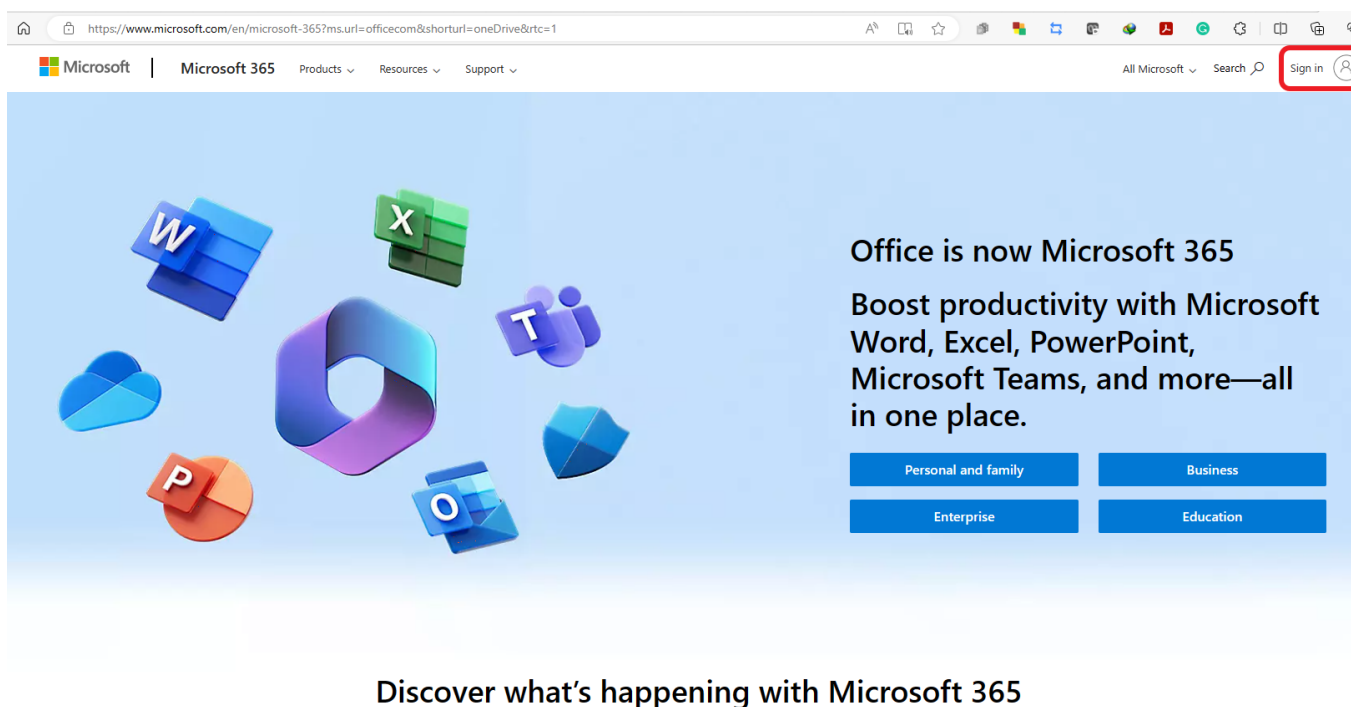 https://www.microsoft.com/en/microsoft-365?ms.url=officecom&shorturl=oneDrive&rtc=1
Microsoft Microsoft 365 Products Resources Support All Microsoft Search Sign in
W
X
T
P
O
Office is now Microsoft 365
Boost productivity with Microsoft
Word, Excel, PowerPoint,
Microsoft Teams, and more—all
in one place.
Personal and family Business
Enterprise Education
Discover what's happening with Microsoft 365